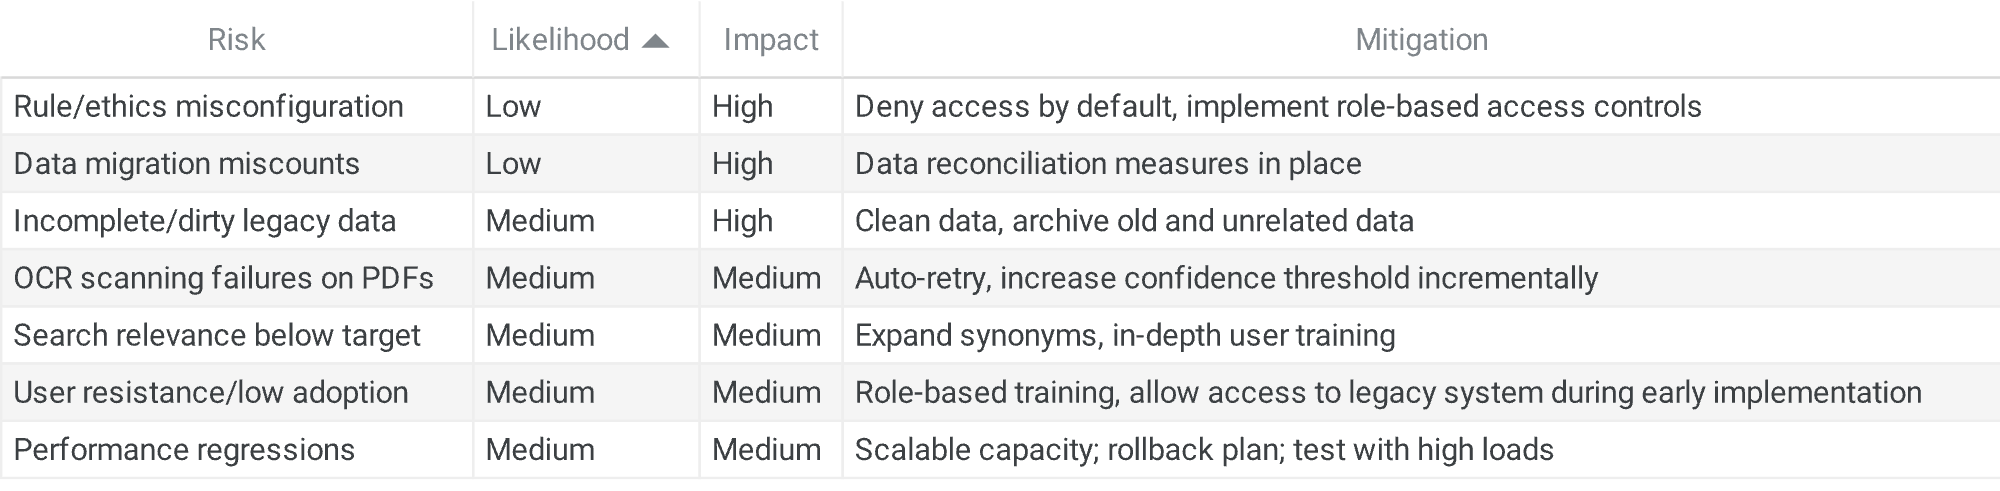 Risk Likelihood ▲ Impact Mitigation
Rule/ethics misconfiguration Low High Deny access by default, implement role-based access controls
Data migration miscounts Low High Data reconciliation measures in place
Incomplete/dirty legacy data Medium High Clean data, archive old and unrelated data
OCR scanning failures on PDFs Medium Medium Auto-retry, increase confidence threshold incrementally
Search relevance below target Medium Medium Expand synonyms, in-depth user training
User resistance/low adoption Medium Medium Role-based training, allow access to legacy system during early implementation
Performance regressions Medium Medium Scalable capacity; rollback plan; test with high loads